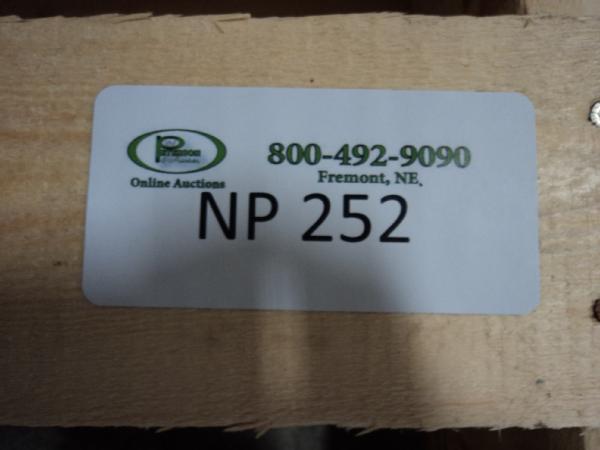 800-492-9090
Fremont, NE.
Online Auctions
NP 252